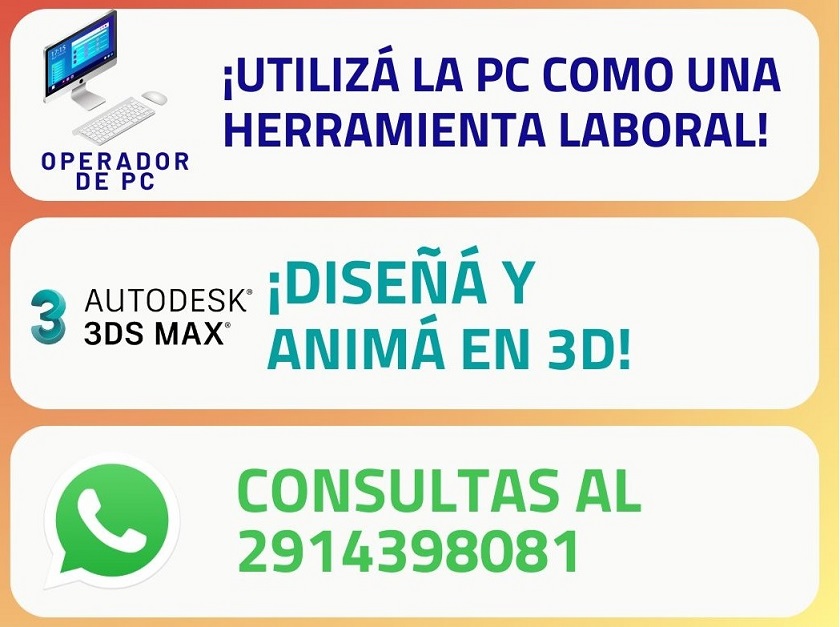 OPERADOR
DE PC
¡UTILIZÁ LA PC COMO UNA
HERRAMIENTA LABORAL!
3
AUTODESK®
3DS MAX®
¡DISEÑÁ Y
ANIMÁ EN 3D!
CONSULTAS AL
2914398081